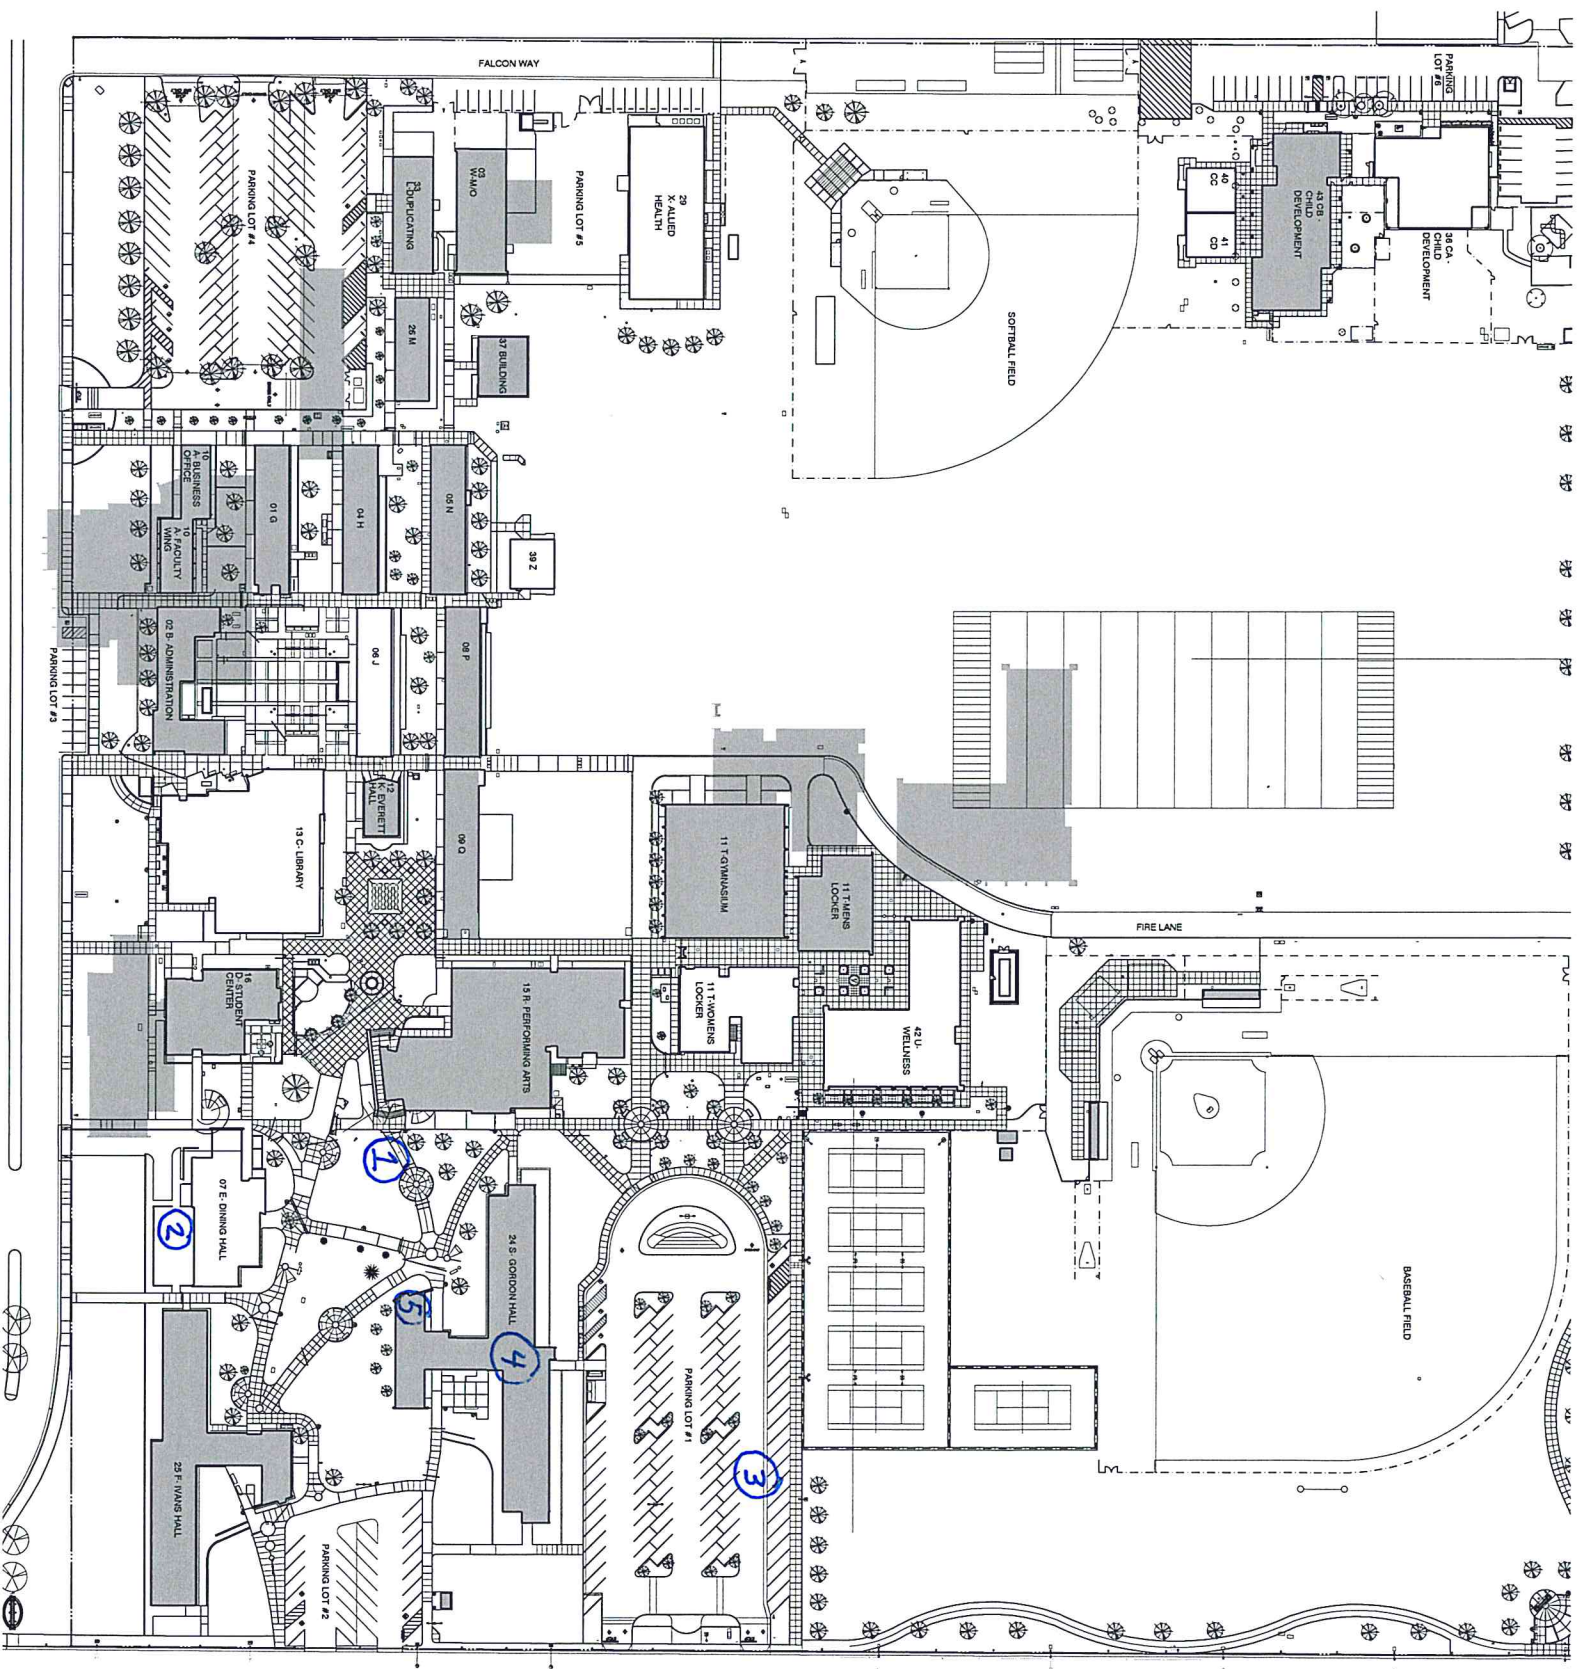 FALCON WAY
PARKING
LOT #6
PARKING LOT #4
33
L-DUPLICATING
03
W-M/O
PARKING LOT #5
29
X- ALLIED
HEALTH
40
CC
41
CD
43 CB -
CHILD
DEVELOPMENT
36 CA -
CHILD
DEVELOPMENT
26 M
37 BUILDING
SOFTBALL FIELD
10
A- BUSINESS
OFFICE
10
A- FACULTY
WING
01 G
04 H
05 N
39 Z
PARKING LOT #3
02 B- ADMINISTRATION
06 J
08 P
13 C- LIBRARY
12
K- EVERETT
HALL
09 Q
11 T-GYMNASIUM
11 T-MENS
LOCKER
FIRE LANE
16
D- STUDENT
CENTER
15 R- PERFORMING ARTS
11 T-WOMENS
LOCKER
42 U-
WELLNESS
1
07 E- DINING HALL
2
24 S- GORDON HALL
BASEBALL FIELD
5
4
PARKING LOT #1
3
25 F- IVANS HALL
PARKING LOT #2